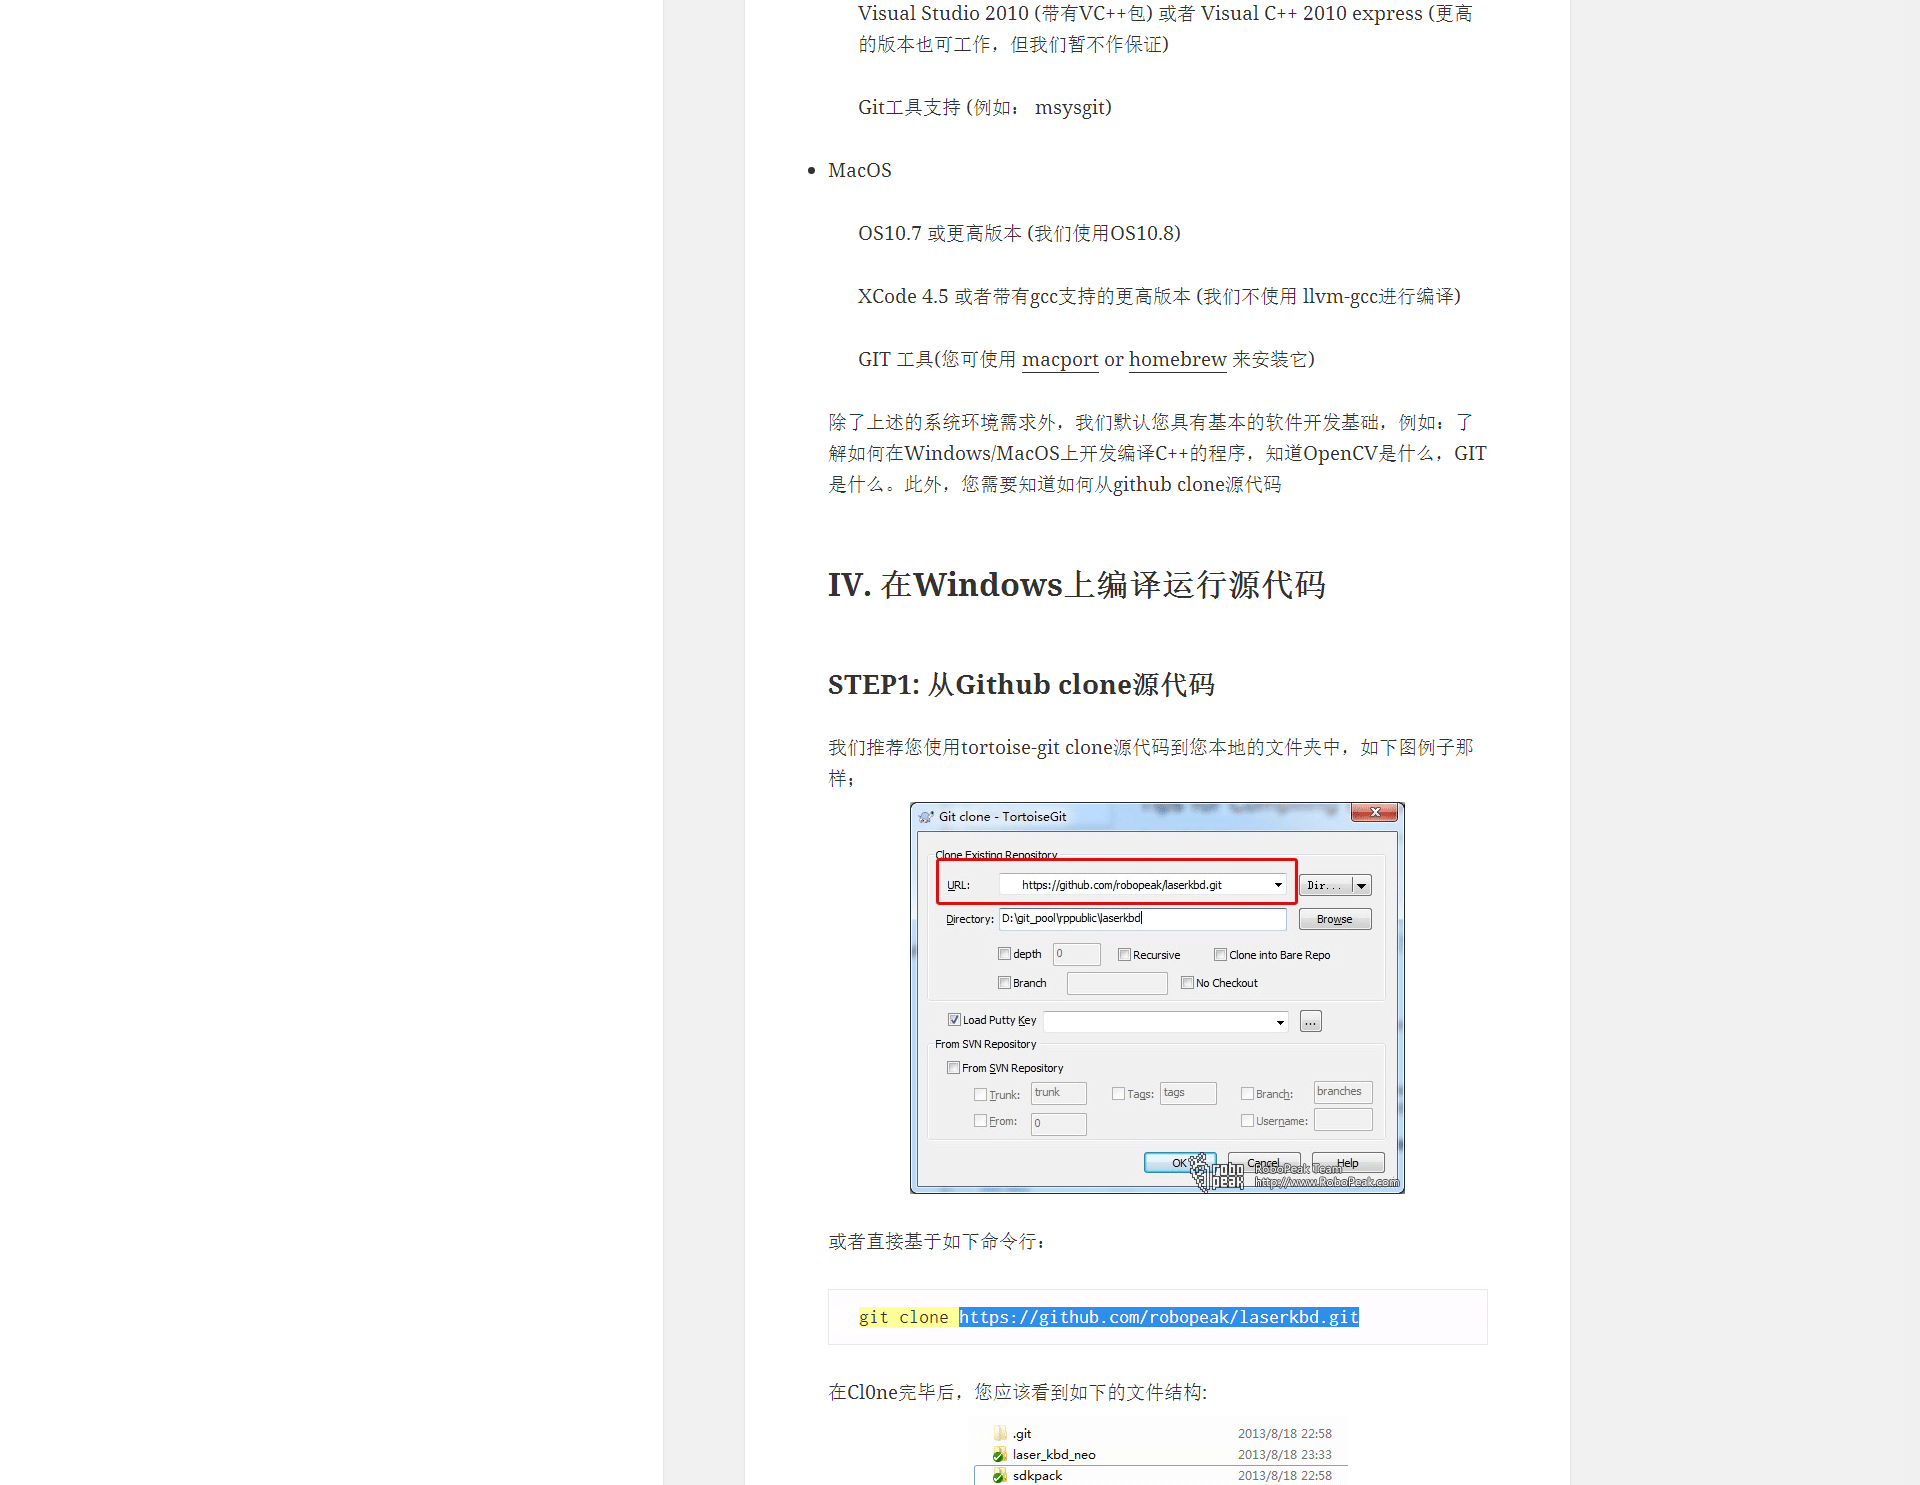 Visual Studio 2010 (带有VC++包) 或者 Visual C++ 2010 express (更高
的版本也可工作，但我们暂不作保证)
Git工具支持 (例如： msysgit)
MacOS
OS10.7 或更高版本 (我们使用OS10.8)
XCode 4.5 或者带有gcc支持的更高版本 (我们不使用 llvm-gcc进行编译)
GIT 工具(您可使用 macport or homebrew 来安装它)
除了上述的系统环境需求外，我们默认您具有基本的软件开发基础，例如：了
解如何在Windows/MacOS上开发编译C++的程序，知道OpenCV是什么，GIT
是什么。此外，您需要知道如何从github clone源代码
IV. 在Windows上编译运行源代码
STEP1: 从Github clone源代码
我们推荐您使用tortoise-git clone源代码到您本地的文件夹中，如下图例子那
样；
Git clone - TortoiseGit
Clone Existing Repository
URL: https://github.com/robopeak/laserkbd.git Dir...
Directory: D:\git_pool\rppublic\laserkbd Browse
depth 0 Recursive Clone into Bare Repo
Branch No Checkout
Load Putty Key ...
From SVN Repository
From SVN Repository
Trunk: trunk Tags: tags Branch: branches
From: 0 Username:
OK Cancel Help
robo peak RoboPeak Team
http://www.RoboPeak.com
或者直接基于如下命令行：
git clone https://github.com/robopeak/laserkbd.git
在Cl0ne完毕后，您应该看到如下的文件结构:
.git 2013/8/18 22:58
laser_kbd_neo 2013/8/18 23:33
sdkpack 2013/8/18 22:58